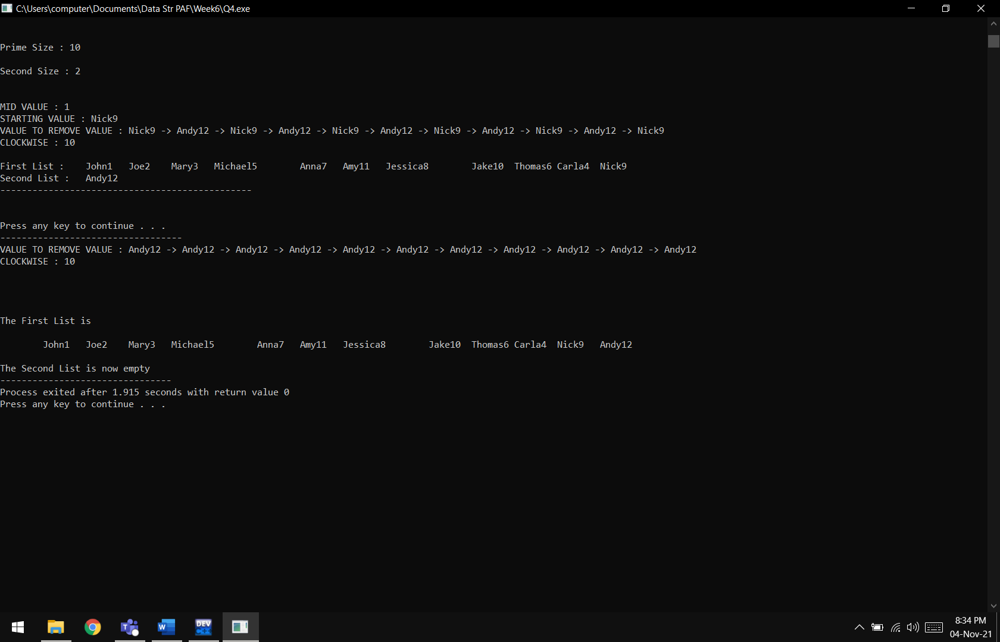 C:\Users\computer\Documents\Data Str PAF\Week6\Q4.exe
Prime Size : 10
Second Size : 2
MID VALUE : 1
STARTING VALUE : Nick9
VALUE TO REMOVE VALUE : Nick9 -> Andy12 -> Nick9 -> Andy12 -> Nick9 -> Andy12 -> Nick9 -> Andy12 -> Nick9 -> Andy12 -> Nick9
CLOCKWISE : 10
First List :    John1   Joe2    Mary3   Michael5        Anna7   Amy11   Jessica8        Jake10  Thomas6 Carla4  Nick9
Second List :   Andy12
-----------------------------------------------
Press any key to continue . . .
----------------------------------
VALUE TO REMOVE VALUE : Andy12 -> Andy12 -> Andy12 -> Andy12 -> Andy12 -> Andy12 -> Andy12 -> Andy12 -> Andy12 -> Andy12 -> Andy12
CLOCKWISE : 10
The First List is
        John1   Joe2    Mary3   Michael5        Anna7   Amy11   Jessica8        Jake10  Thomas6 Carla4  Nick9   Andy12
The Second List is now empty
--------------------------------
Process exited after 1.915 seconds with return value 0
Press any key to continue . . .
T
W
DEV
C++
8:34 PM
04-Nov-21